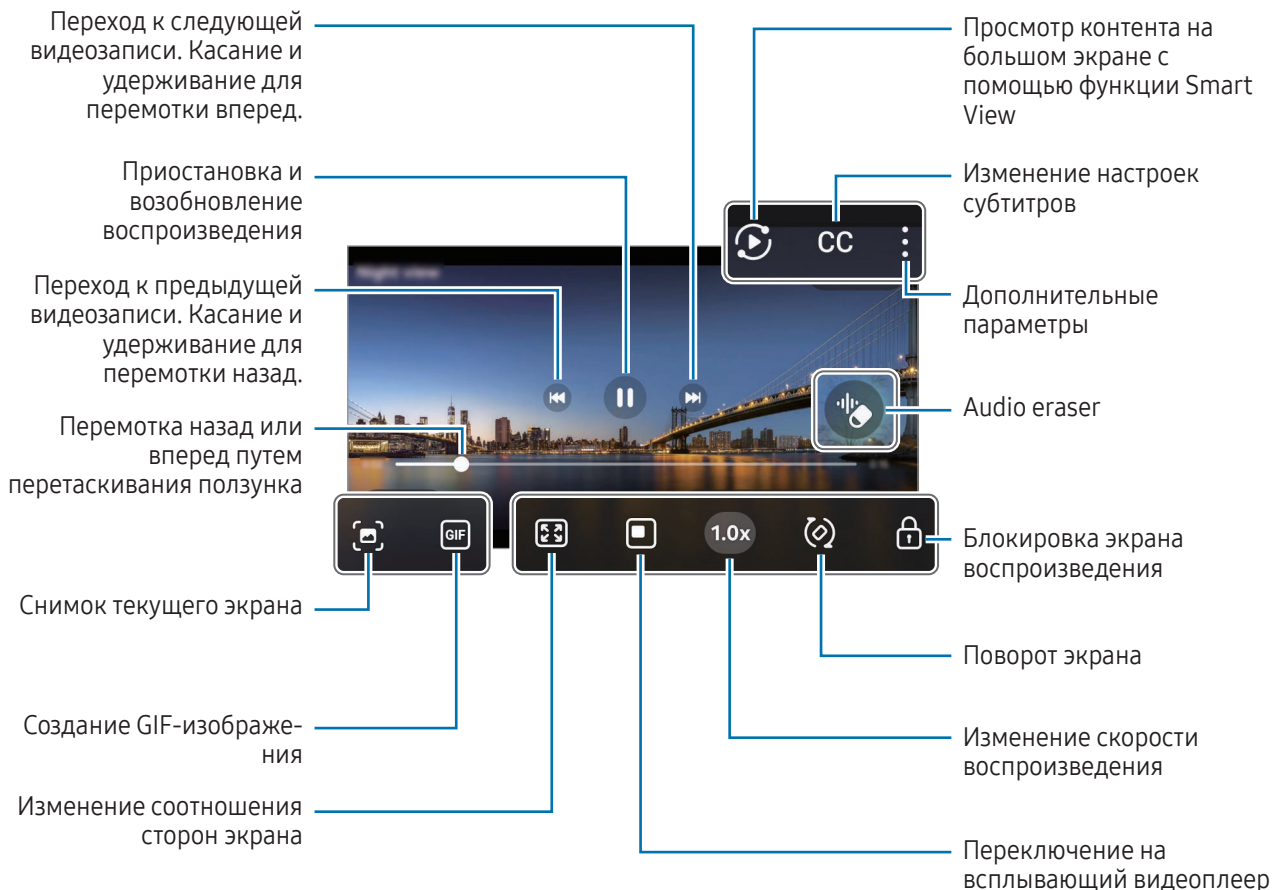 Переход к следующей
видеозаписи. Касание и
удерживание для
перемотки вперед.
Приостановка и
возобновление
воспроизведения
Переход к предыдущей
видеозаписи. Касание и
удерживание для
перемотки назад.
Перемотка назад или
вперед путем
перетаскивания ползунка
Снимок текущего экрана
Создание GIF-изображе-
ния
Изменение соотношения
сторон экрана
CC
GIF
1.0x
Просмотр контента на
большом экране с
помощью функции Smart
View
Изменение настроек
субтитров
Дополнительные
параметры
Audio eraser
Блокировка экрана
воспроизведения
Поворот экрана
Изменение скорости
воспроизведения
Переключение на
всплывающий видеоплеер